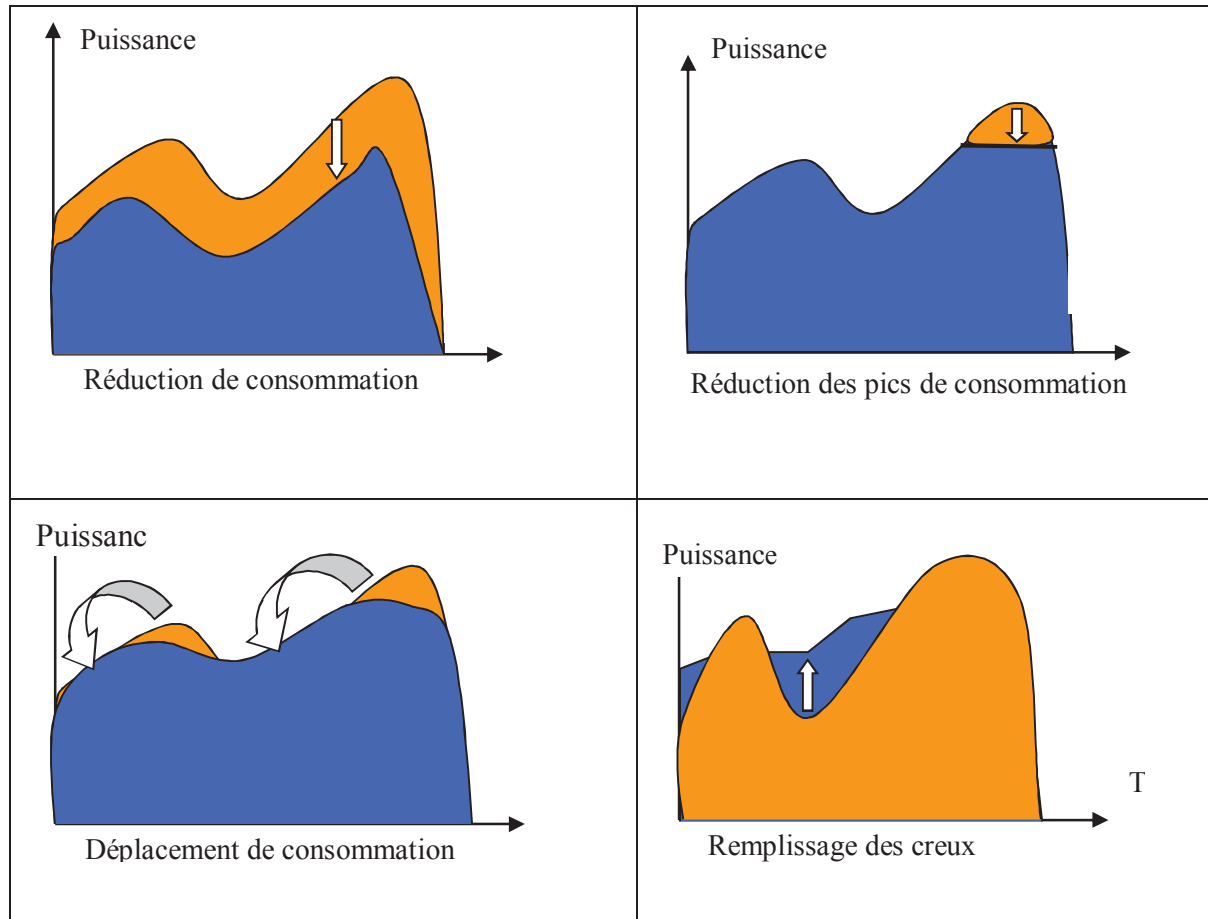 Puissance
Réduction de consommation
Puissance
Réduction des pics de consommation
Puissanc
Déplacement de consommation
Puissance
T
Remplissage des creux